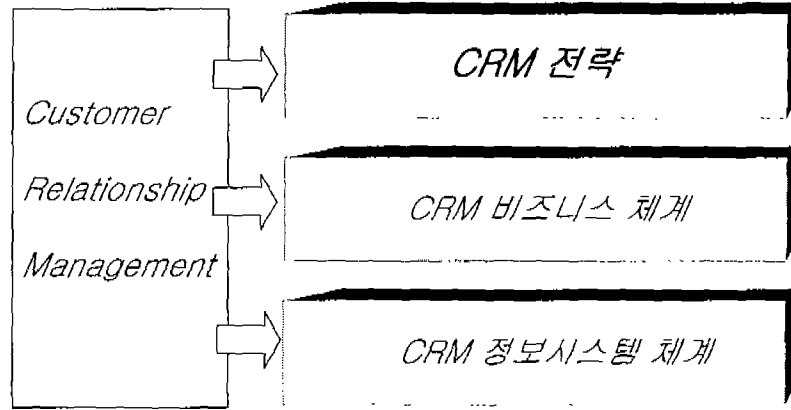 Customer
Relationship
Management
CRM 전략
CRM 비즈니스 체계
CRM 정보시스템 체계